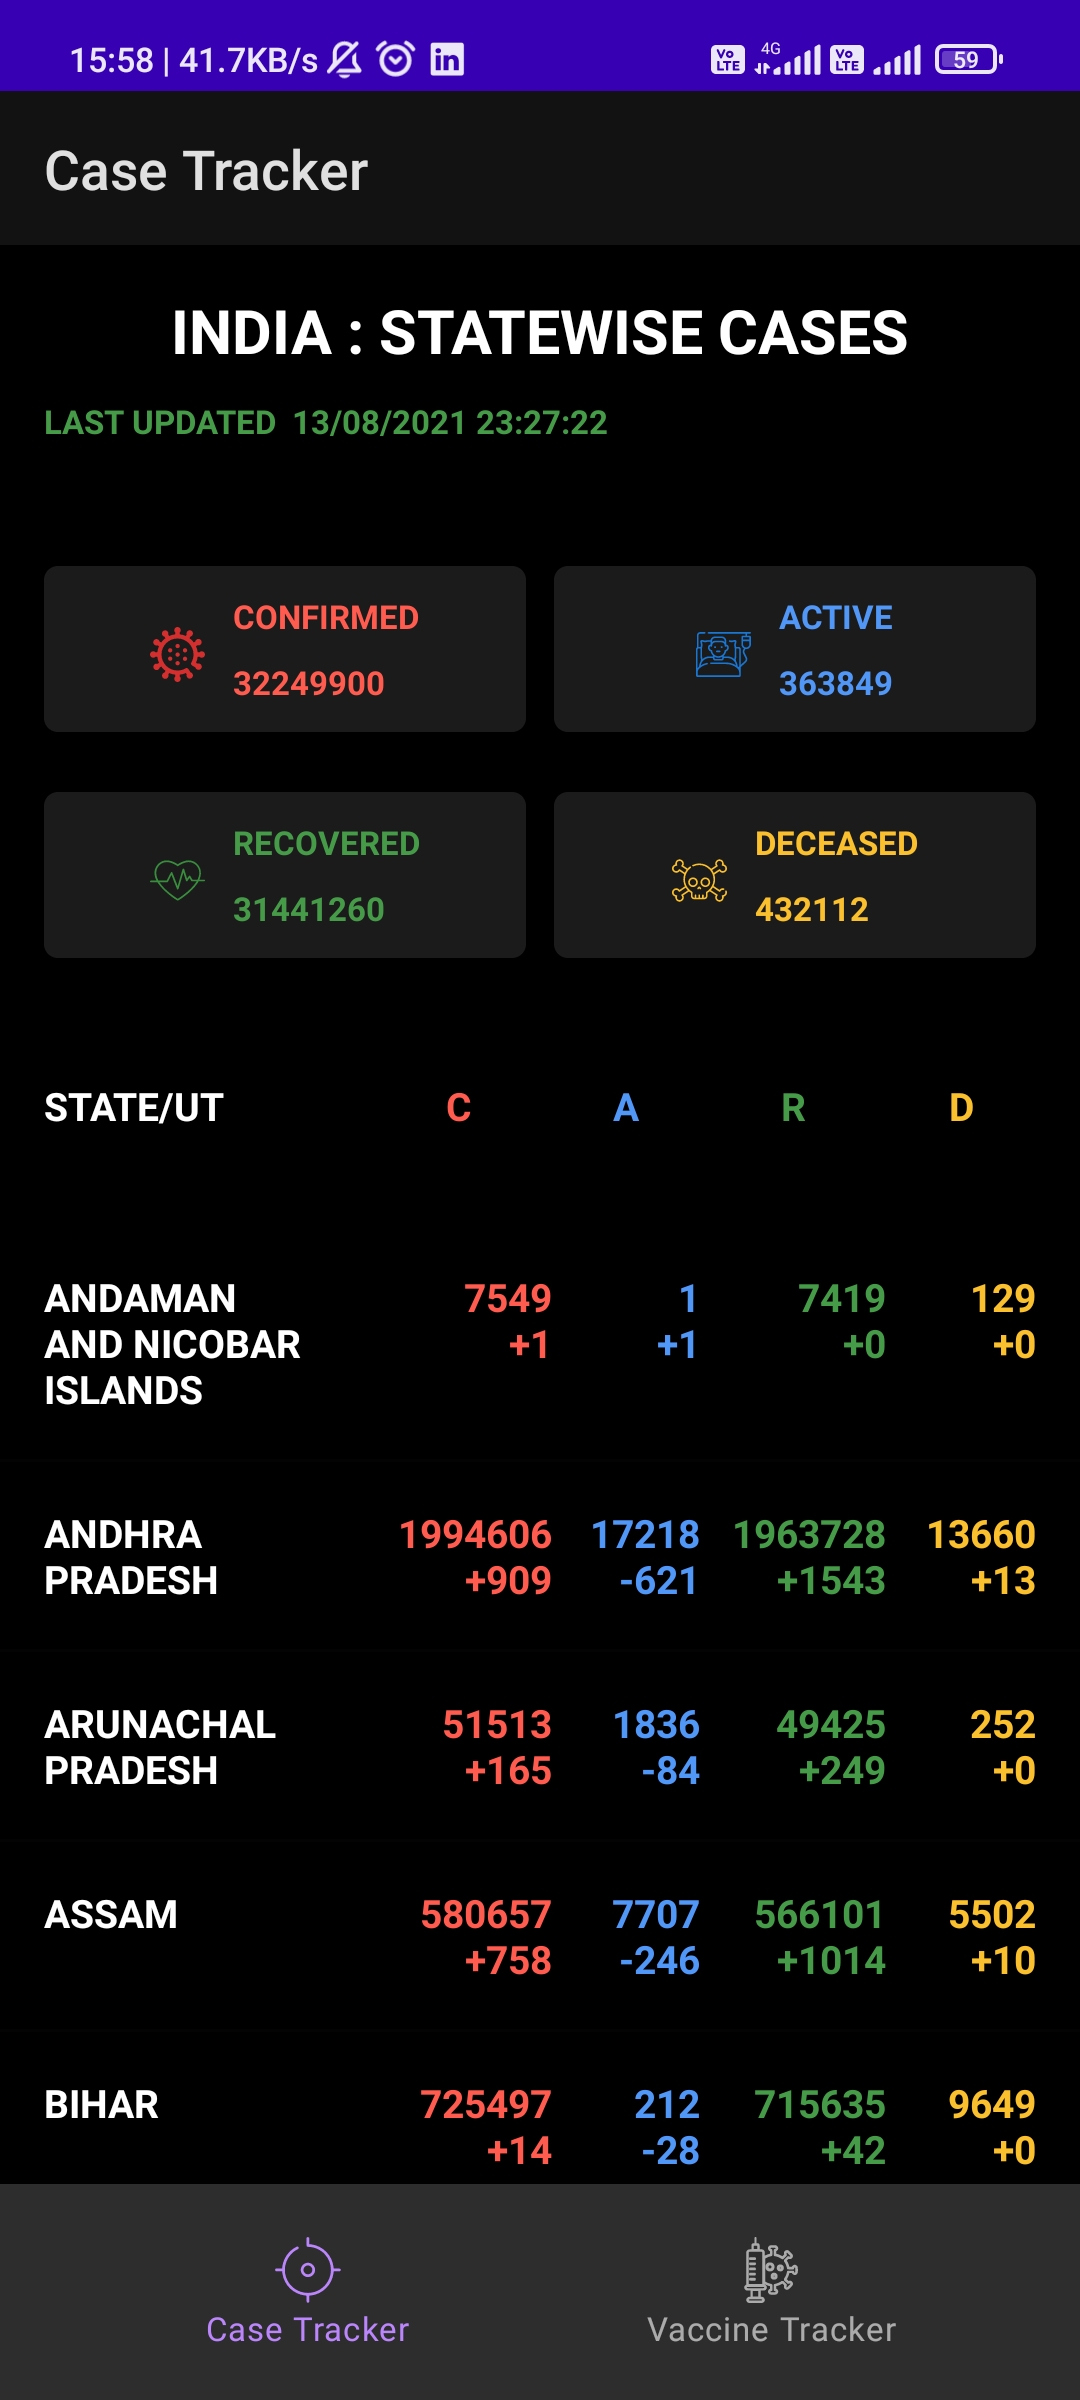 15:58 | 41.7KB/s in Vo LTE 4G Vo LTE 59
Case Tracker
INDIA : STATEWISE CASES
LAST UPDATED 13/08/2021 23:27:22
CONFIRMED
32249900
ACTIVE
363849
RECOVERED
31441260
DECEASED
432112
STATE/UT C A R D
ANDAMAN 7549 1 7419 129
AND NICOBAR +1 +1 +0 +0
ISLANDS
ANDHRA 1994606 17218 1963728 13660
PRADESH +909 -621 +1543 +13
ARUNACHAL 51513 1836 49425 252
PRADESH +165 -84 +249 +0
ASSAM 580657 7707 566101 5502
+758 -246 +1014 +10
BIHAR 725497 212 715635 9649
+14 -28 +42 +0
Case Tracker Vaccine Tracker